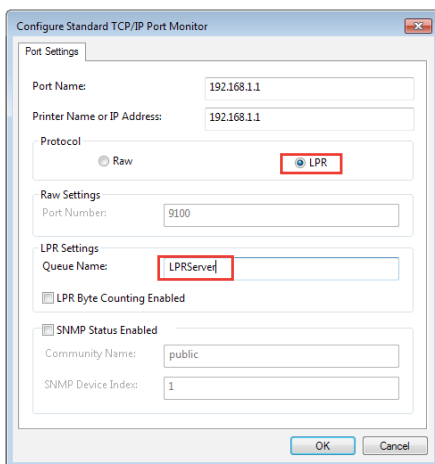 Configure Standard TCP/IP Port Monitor
Port Settings
Port Name: 192.168.1.1
Printer Name or IP Address: 192.168.1.1
Protocol
Raw LPR
Raw Settings
Port Number: 9100
LPR Settings
Queue Name: LPRServer
LPR Byte Counting Enabled
SNMP Status Enabled
Community Name: public
SNMP Device Index: 1
OK Cancel